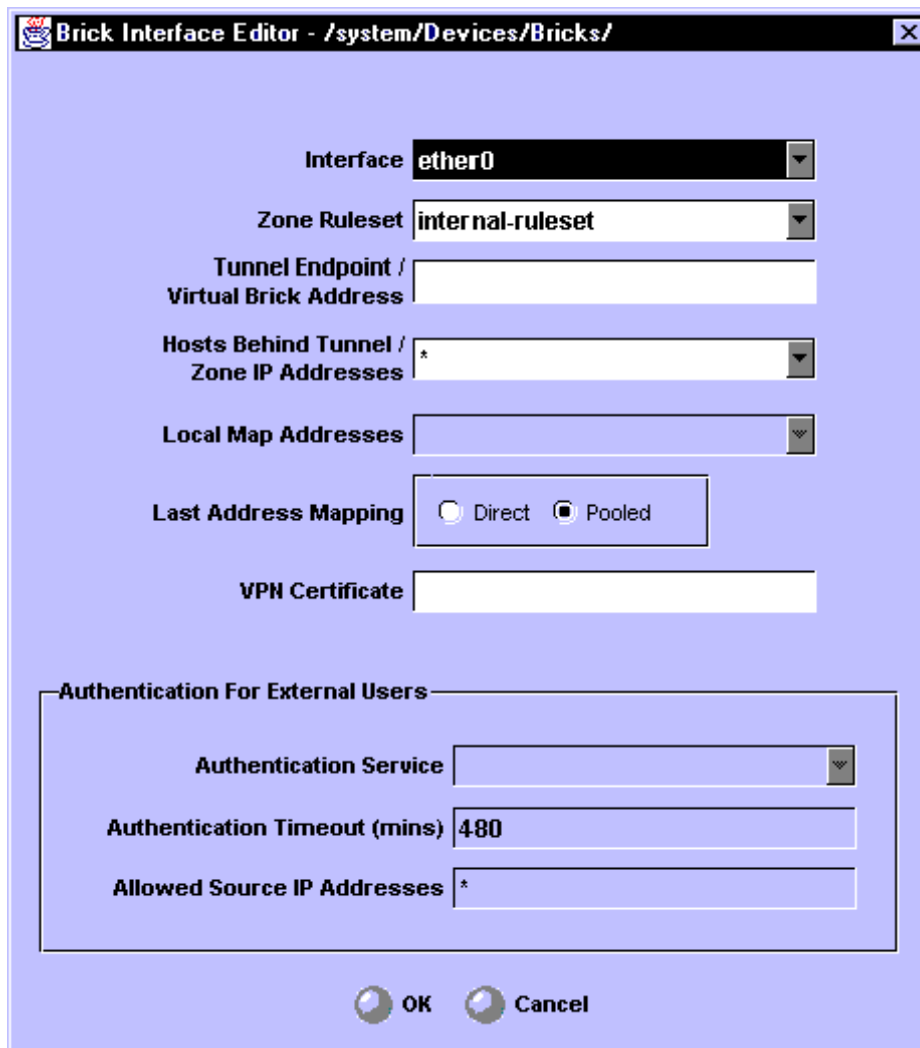 Brick Interface Editor - /system/Devices/Bricks/
Interface ether0
Zone Ruleset internal-ruleset
Tunnel Endpoint /
Virtual Brick Address
Hosts Behind Tunnel /
Zone IP Addresses *
Local Map Addresses
Last Address Mapping Direct Pooled
VPN Certificate
Authentication For External Users
Authentication Service
Authentication Timeout (mins) 480
Allowed Source IP Addresses *
OK Cancel